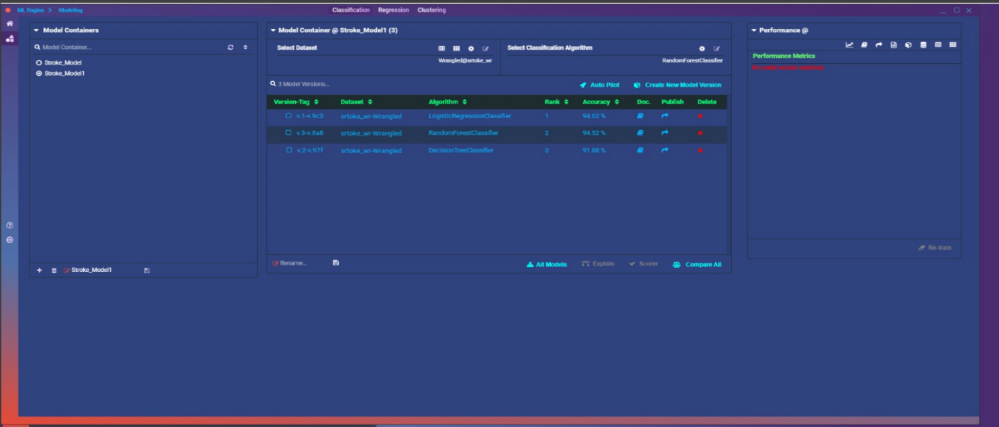 ML Engine > Modeling
Classification Regression Clustering
Model Containers
Model Container...
Stroke_Model
Stroke_Model1
Stroke_Model1
Model Container @ Stroke_Model1 (3)
Select Dataset
Wrangled@srtoke_wr
Select Classification Algorithm
RandomForestClassifier
3 Model Versions...
Auto Pilot Create New Model Version
Version-Tag Dataset Algorithm Rank Accuracy Doc. Publish Delete
v.1-v.9c3 srtoke_wr-Wrangled LogisticRegressionClassifier 1 94.62 %
v.3-v.8a8 srtoke_wr-Wrangled RandomForestClassifier 2 94.52 %
v.2-v.97f srtoke_wr-Wrangled DecisionTreeClassifier 3 91.88 %
Rename...
All Models Explain Scorer Compare All
Performance @
Performance Metrics
No model version selected.
Re-train